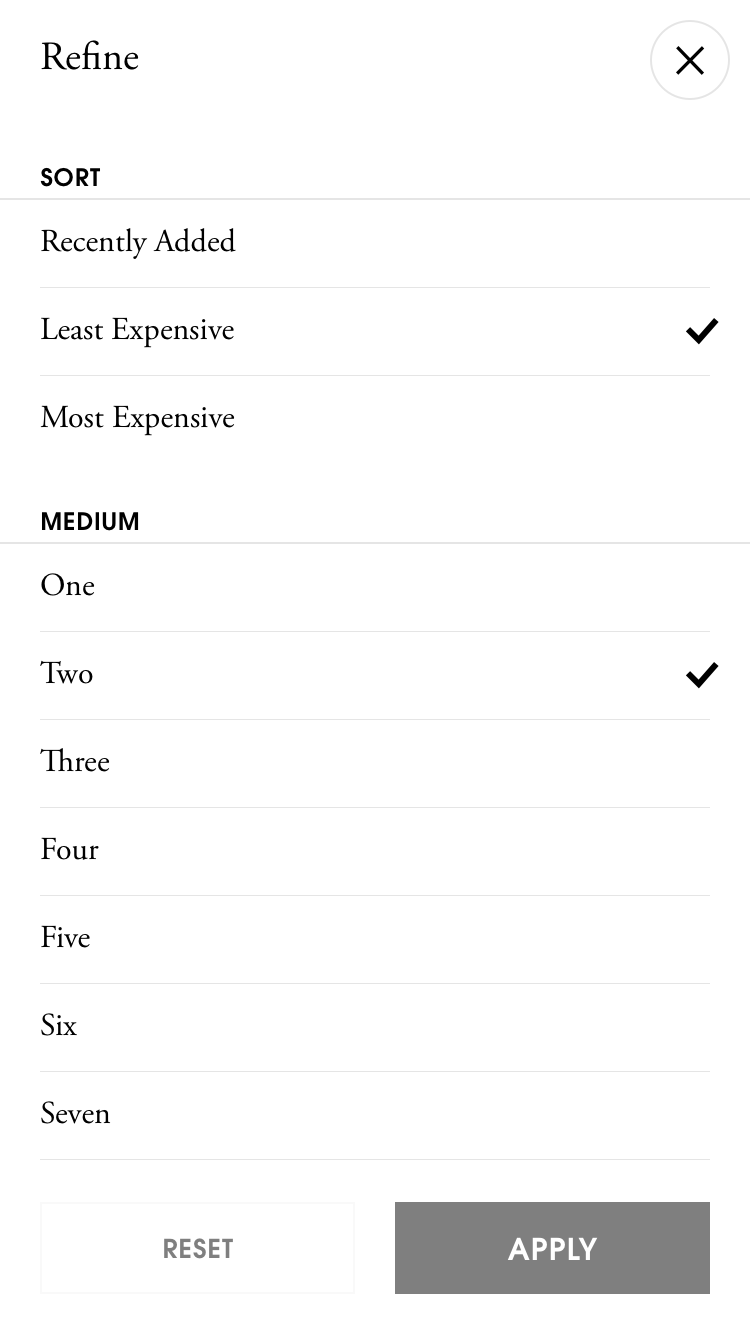 Refine
SORT
Recently Added
Least Expensive
Most Expensive
MEDIUM
One
Two
Three
Four
Five
Six
Seven
RESET
APPLY